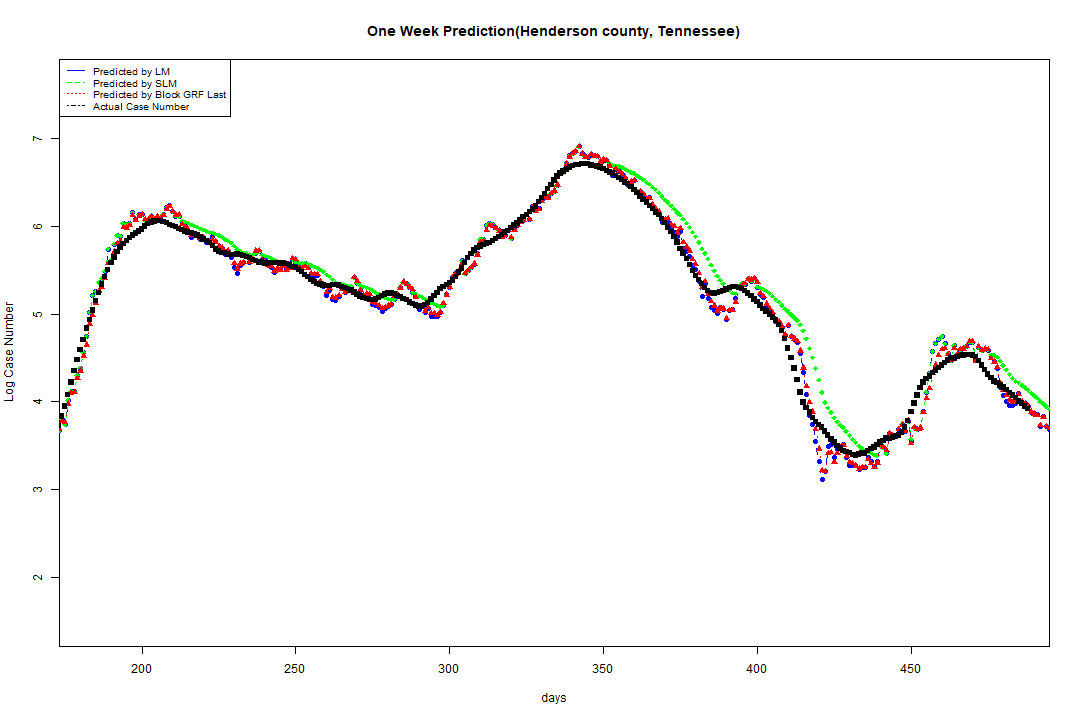 One Week Prediction(Henderson county, Tennessee)
Predicted by LM
Predicted by SLM
Predicted by Block GRF Last
Actual Case Number
7
6
5
4
3
2
Log Case Number
200 250 300 350 400 450
days